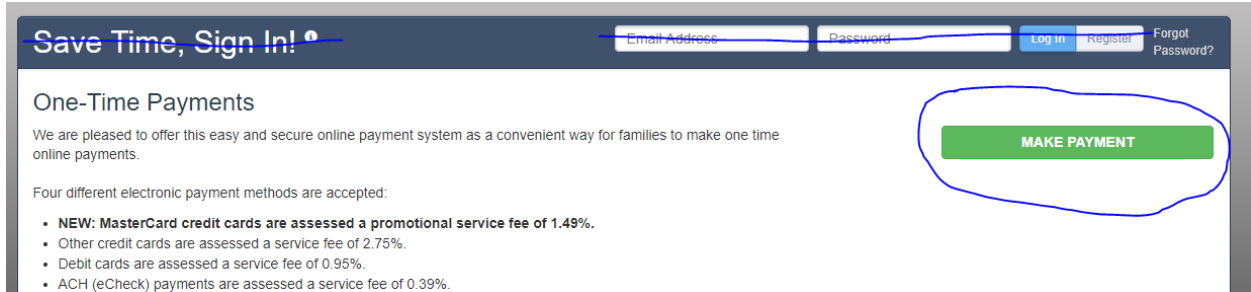 Save Time, Sign In!
Email Address
Password
Log In
Register
Forgot
Password?
One-Time Payments
We are pleased to offer this easy and secure online payment system as a convenient way for families to make one time
online payments.
MAKE PAYMENT
Four different electronic payment methods are accepted:
• NEW: MasterCard credit cards are assessed a promotional service fee of 1.49%.
• Other credit cards are assessed a service fee of 2.75%.
• Debit cards are assessed a service fee of 0.95%.
• ACH (eCheck) payments are assessed a service fee of 0.39%.